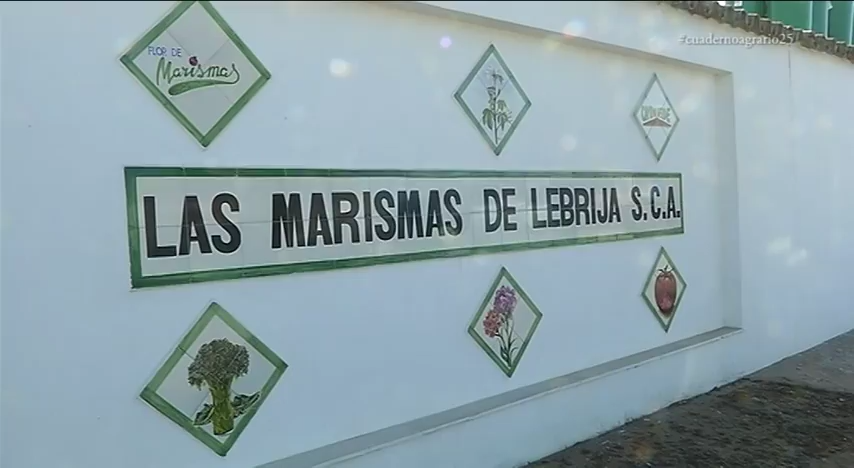 #cuadernoagrario25
FLOR DE
Marismas
LAS MARISMAS DE LEBRIJA S.C.A.